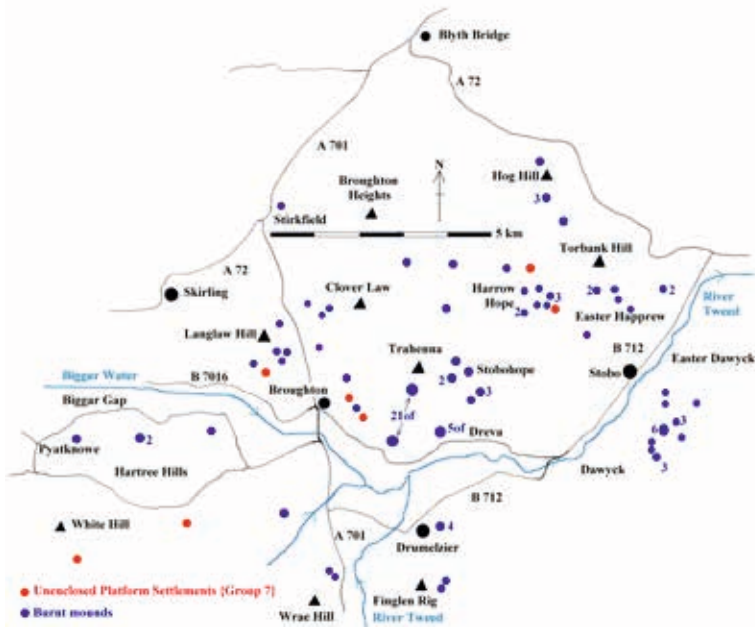 Blyth Bridge
A 72
A 701
N
Broughton
Heights
Hog Hill
3
Stirkfield
5 km
Torbank Hill
A 72
Skirling
Clover Law
Harrow
Hope
3
2
2
2
Easter Happrew
River
Tweed
Langlaw Hill
Trahenna
Stobohope
B 712
Stobo
Easter Dawyck
Biggar Water
B 7016
Biggar Gap
Broughton
2
3
21of
5of
Dreva
3
6
3
Pyatknowe
2
Hartree Hills
Dawyck
B 712
White Hill
A 701
4
Drumelzier
Unenclosed Platform Settlements {Group 7}
Burnt mounds
Wrae Hill
Finglen Rig
River Tweed